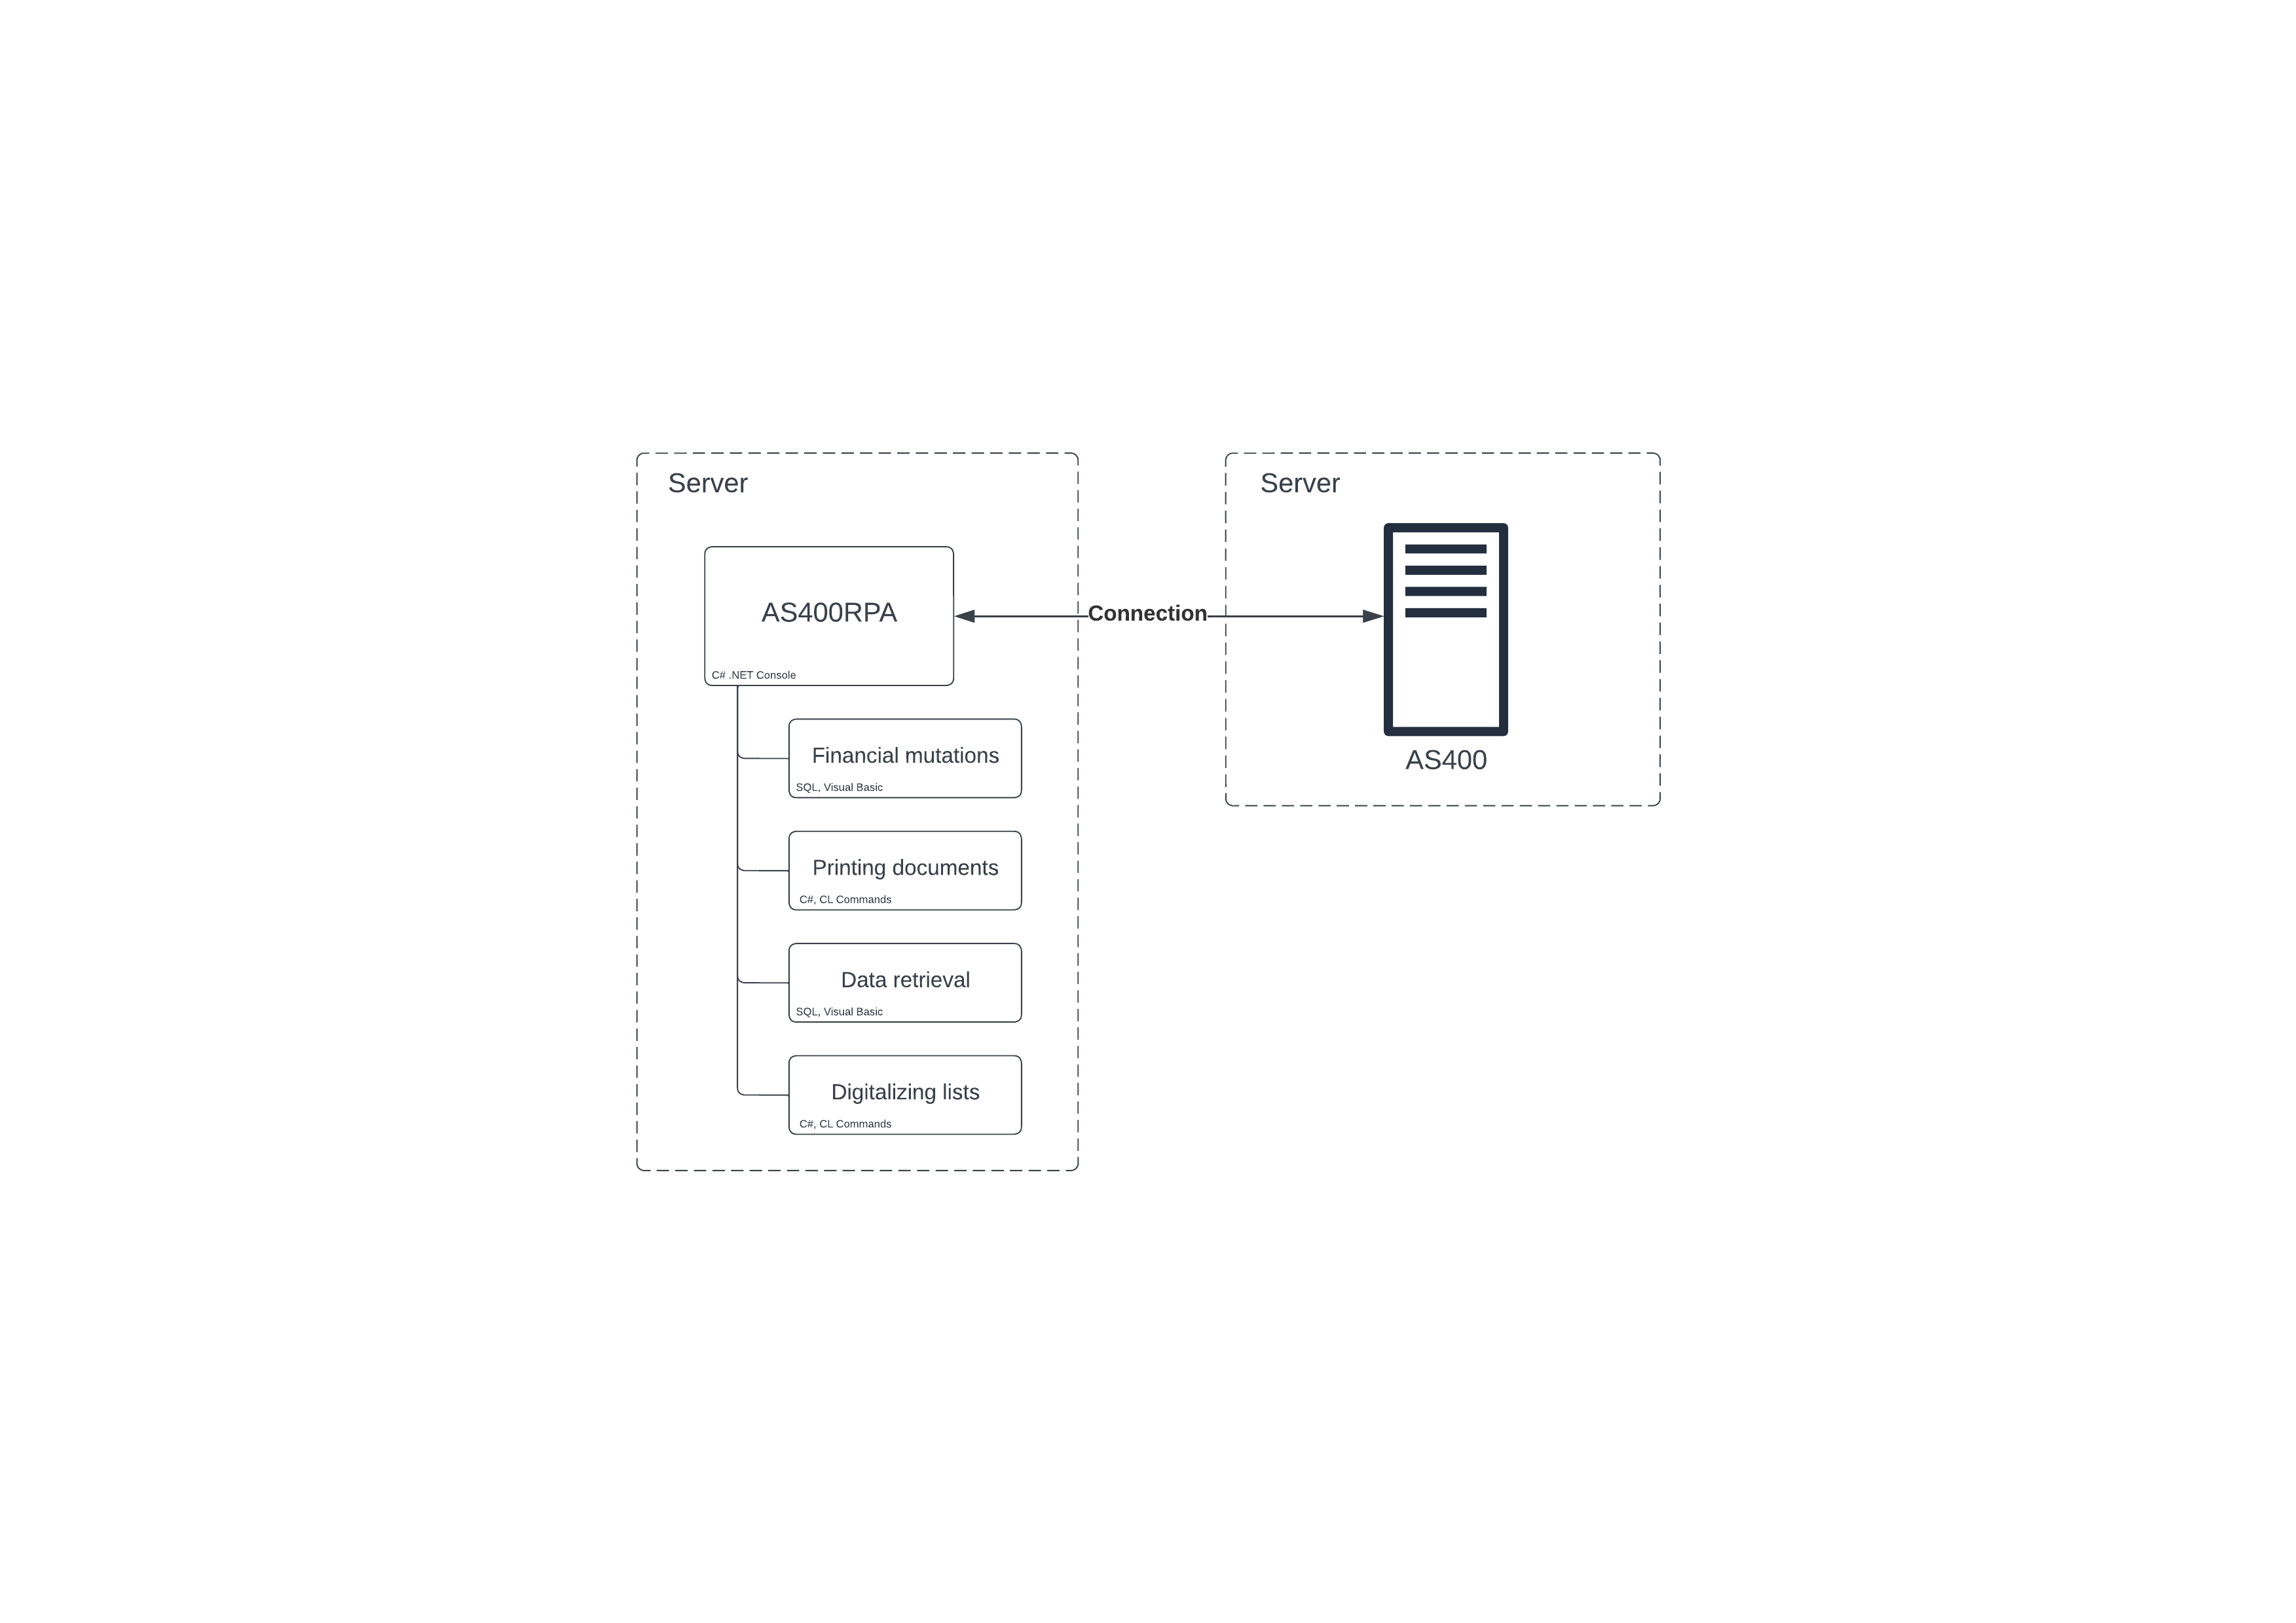 Server
AS400RPA
C# .NET Console
Financial mutations
SQL, Visual Basic
Printing documents
C#, CL Commands
Data retrieval
SQL, Visual Basic
Digitalizing lists
C#, CL Commands
Connection
Server
AS400